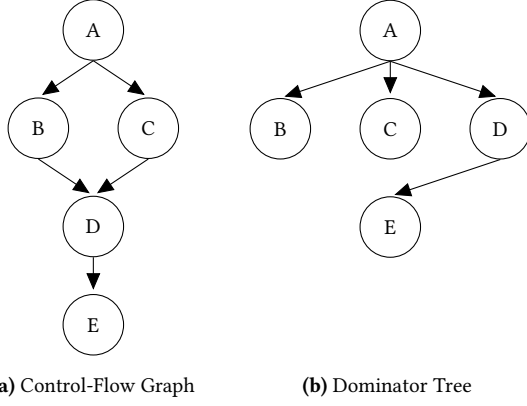 A
B C
D
E
a) Control-Flow Graph
A
B C D
E
(b) Dominator Tree